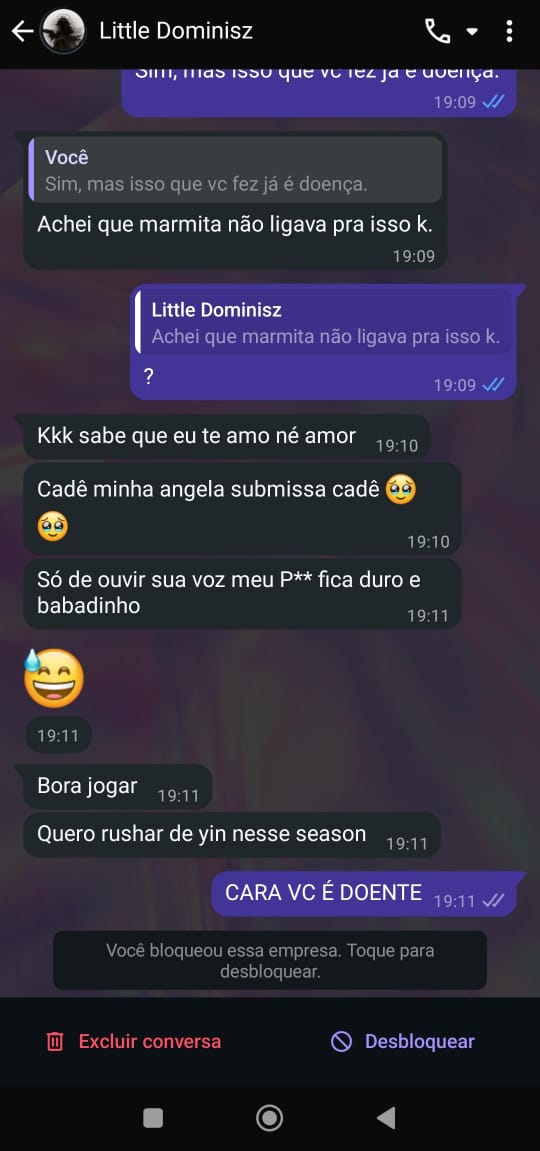 Little Dominisz
Sim, mas isso que vc fez já é doença.
19:09
Você
Sim, mas isso que vc fez já é doença.
Achei que marmita não ligava pra isso k.
19:09
Little Dominisz
Achei que marmita não ligava pra isso k.
?
19:09
Kkk sabe que eu te amo né amor
19:10
Cadê minha angela submissa cadê 🥹
🥹
19:10
Só de ouvir sua voz meu P** fica duro e
babadinho
19:11
😅
19:11
Bora jogar
19:11
Quero rushar de yin nesse season
19:11
CARA VC É DOENTE
19:11
Você bloqueou essa empresa. Toque para
desbloquear.
Excluir conversa
Desbloquear